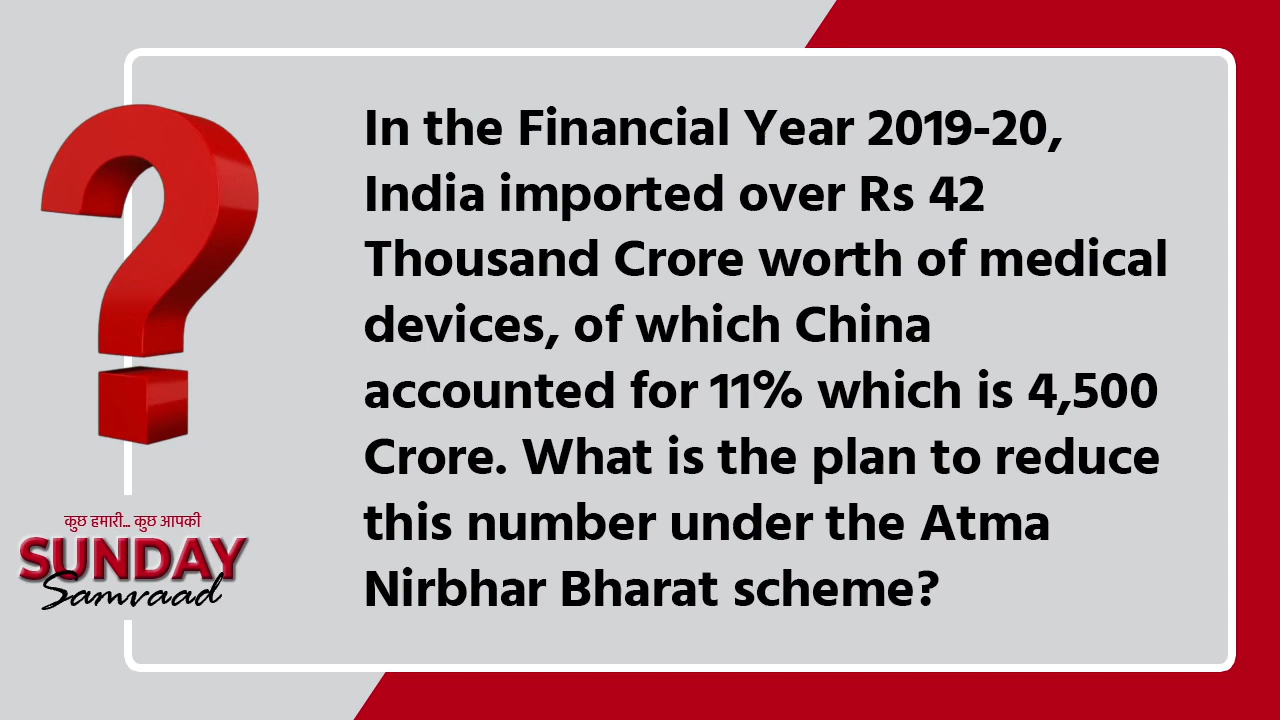 In the Financial Year 2019-20,
India imported over Rs 42
Thousand Crore worth of medical
devices, of which China
accounted for 11% which is 4,500
Crore. What is the plan to reduce
this number under the Atma
Nirbhar Bharat scheme?
कुछ हमारी... कुछ आपकी
SUNDAY
Samvaad